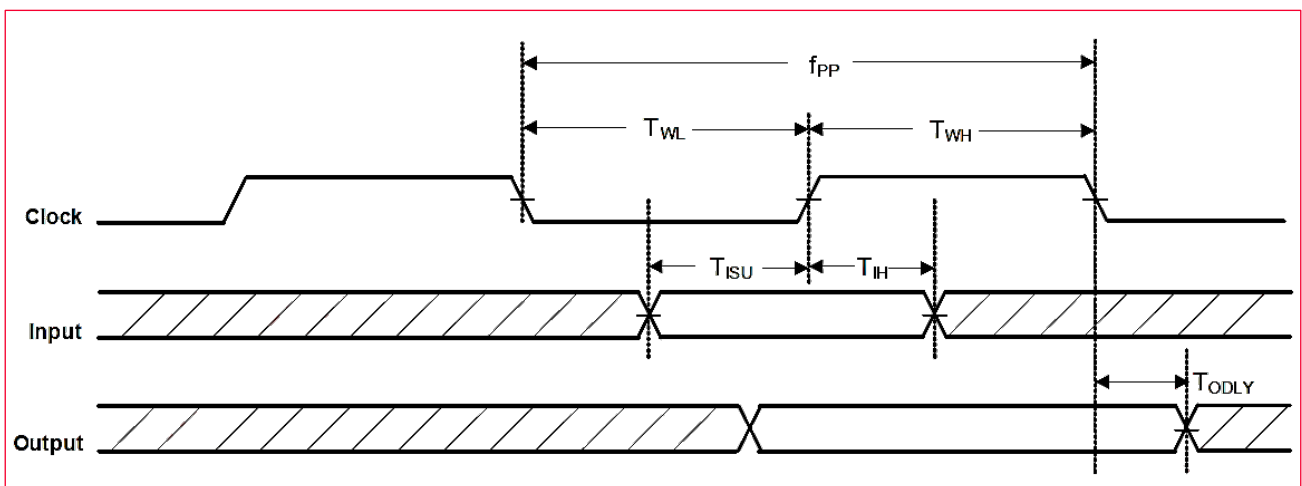 fPP
TWL
TWH
Clock
TISU
TIH
Input
TODLY
Output